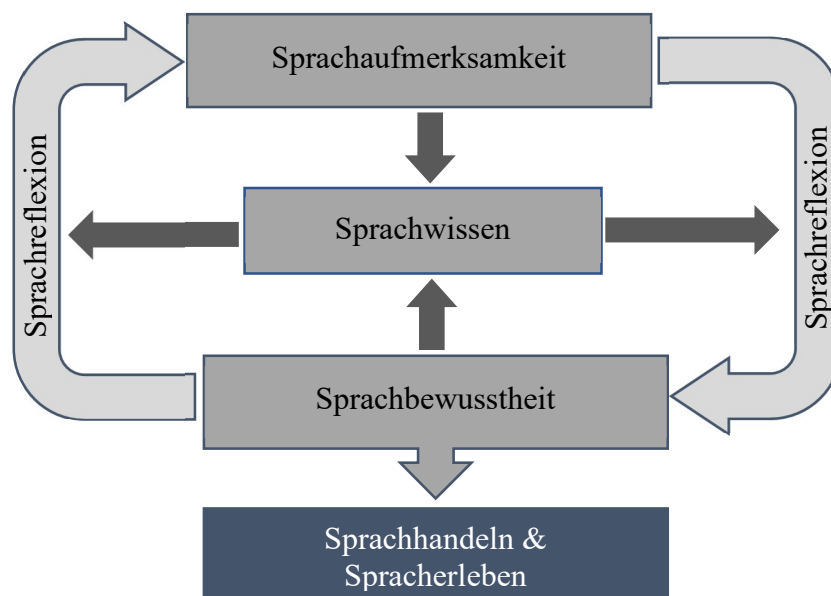 Sprachaufmerksamkeit
Sprachreflexion
Sprachwissen
Sprachreflexion
Sprachbewusstheit
Sprachhandeln &
Spracherleben